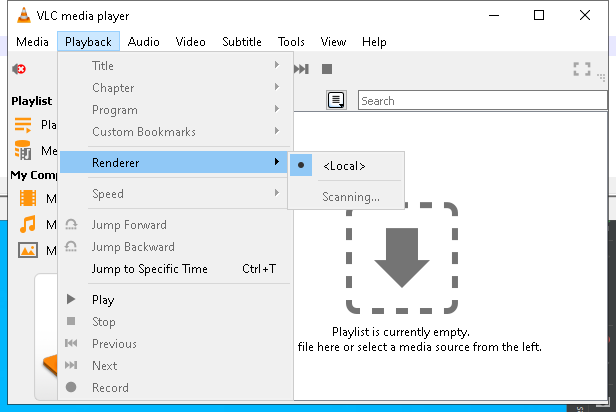 VLC media player
Media Playback Audio Video Subtitle Tools View Help
Title
Chapter
Program
Custom Bookmarks
Renderer
Speed
Jump Forward
Jump Backward
Jump to Specific Time Ctrl+T
Play
Stop
Previous
Next
Record
<Local>
Scanning...
Playlist
Search
My Comp
Playlist is currently empty.
file here or select a media source from the left.